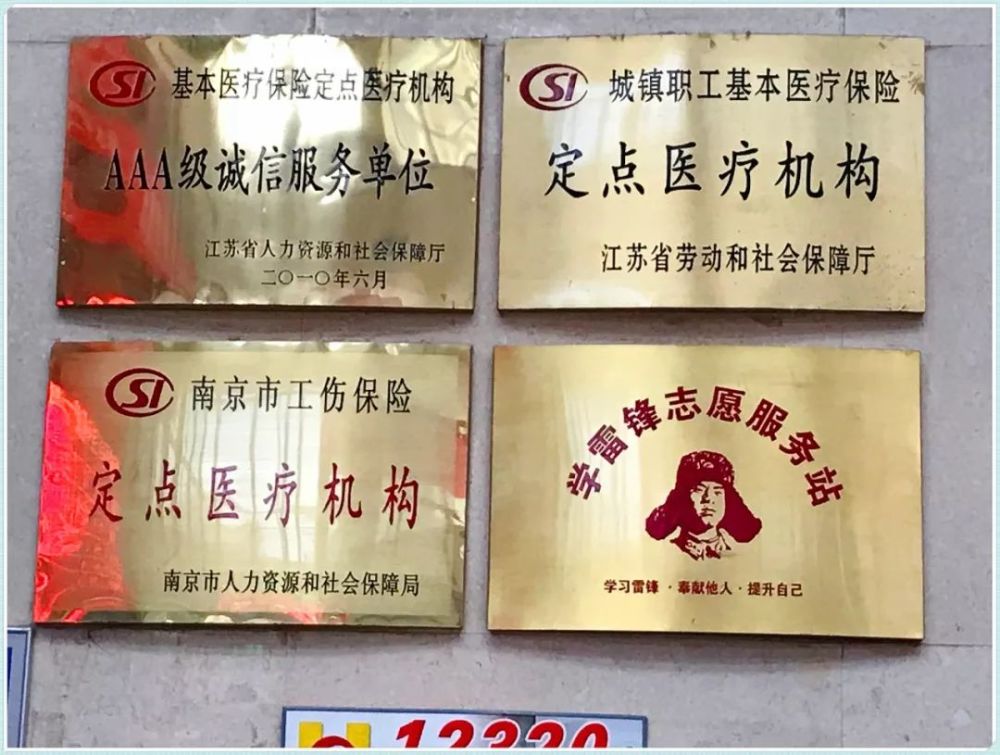 SI 基本医疗保险定点医疗机构
AAA级诚信服务单位
江苏省人力资源和社会保障厅
二〇一〇年六月
SI 城镇职工基本医疗保险
定点医疗机构
江苏省劳动和社会保障厅
SI 南京市工伤保险
定点医疗机构
南京市人力资源和社会保障局
学雷锋志愿服务站
学习雷锋·奉献他人·提升自己
12320